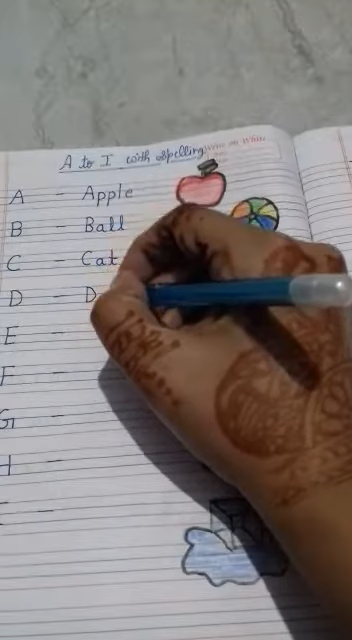 A to I with spelling
A - Apple
B - Ball
C - Cat
D - D
E -
F -
G -
H -